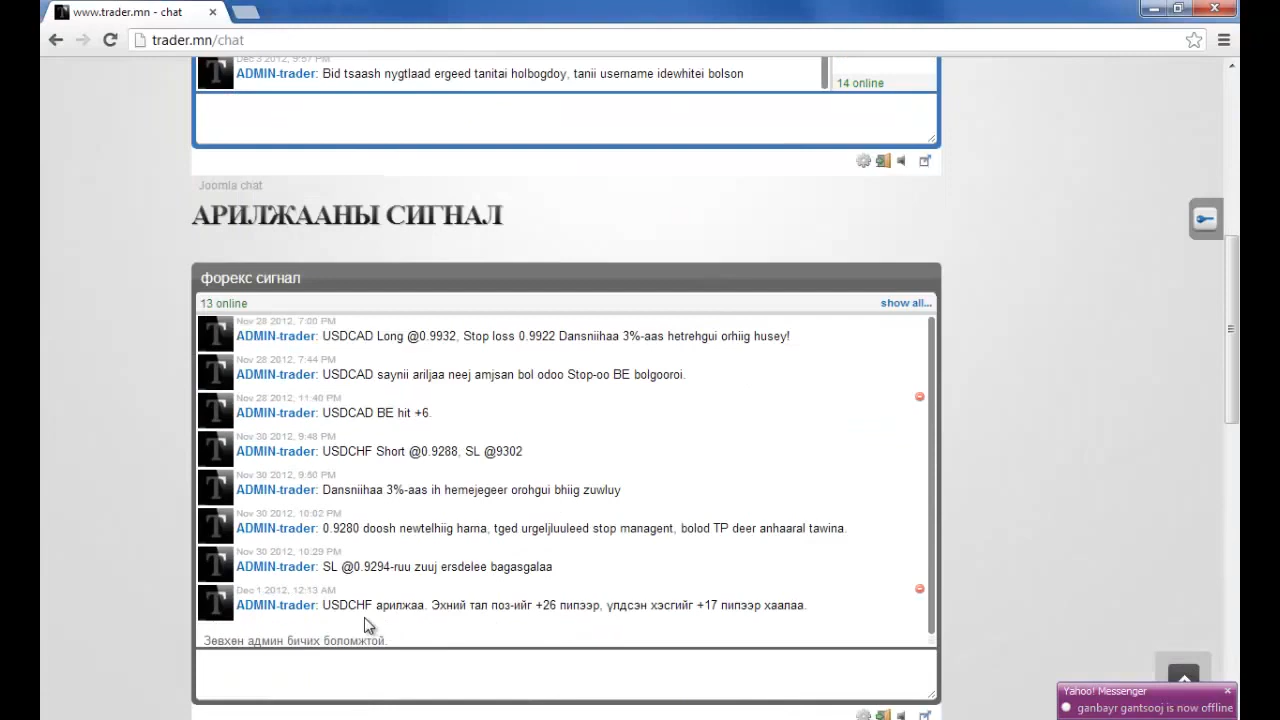 www.trader.mn - chat
trader.mn/chat
Dec 3 2012, 9:57 PM
ADMIN-trader: Bid tsaash nygtlaad ergeed tanitai holbogdoy, tanii username idewhitei bolson
14 online
Joomla chat
АРИЛЖААНЫ СИГНАЛ
форекс сигнал
13 online
show all...
Nov 28 2012, 7:00 PM
ADMIN-trader: USDCAD Long @0.9932, Stop loss 0.9922 Dansniihaa 3%-aas hetrehgui orhiig husey!
Nov 28 2012, 7:44 PM
ADMIN-trader: USDCAD saynii ariljaa neej amjsan bol odoo Stop-oo BE bolgooroi.
Nov 28 2012, 11:40 PM
ADMIN-trader: USDCAD BE hit +6.
Nov 30 2012, 9:48 PM
ADMIN-trader: USDCHF Short @0.9288, SL @9302
Nov 30 2012, 9:50 PM
ADMIN-trader: Dansniihaa 3%-aas ih hemejegeer orohgui bhiig zuwluy
Nov 30 2012, 10:02 PM
ADMIN-trader: 0.9280 doosh newtelhiig harna, tged urgeljluuleed stop managent, bolod TP deer anhaaral tawina.
Nov 30 2012, 10:29 PM
ADMIN-trader: SL @0.9294-ruu zuuj ersdelee bagasgalaa
Dec 1 2012, 12:13 AM
ADMIN-trader: USDCHF арилжаа. Эхний тал поз-ийг +26 пипээр, үлдсэн хэсгийг +17 пипээр хаалаа.
Зөвхөн админ бичих боломжтой.
Yahoo! Messenger
ganbayr gantsooj is now offline